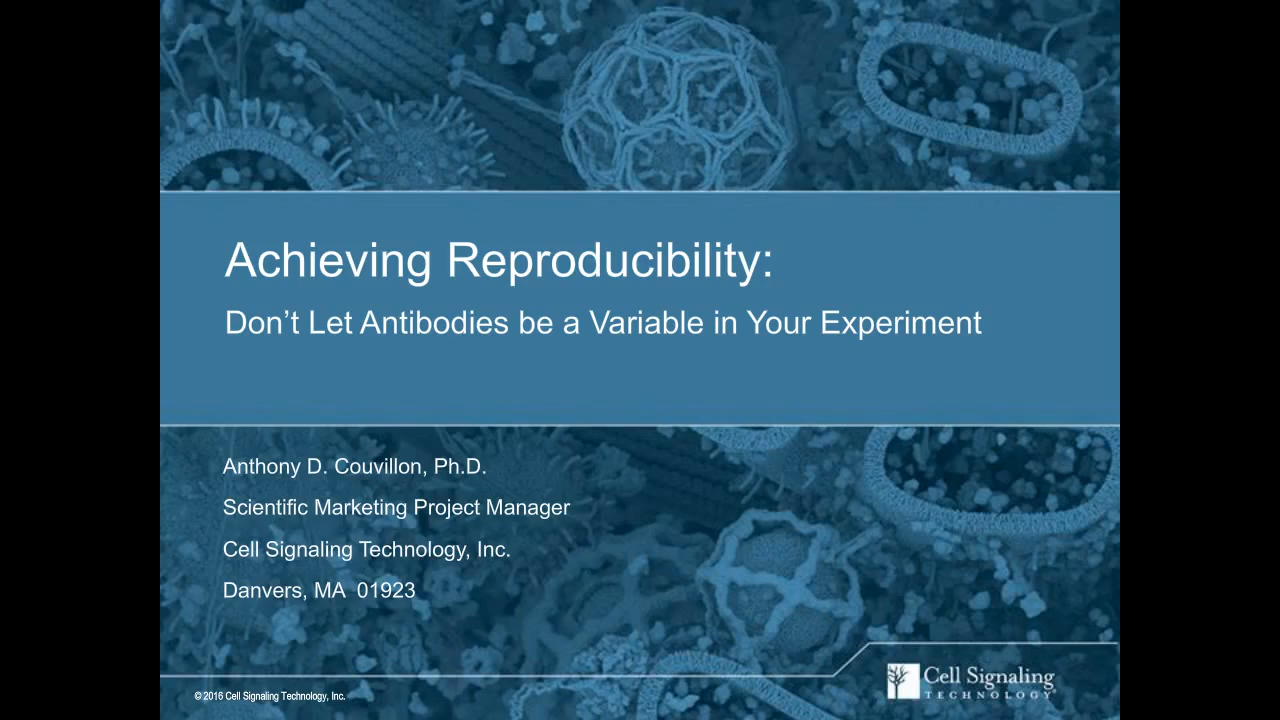 Achieving Reproducibility:
Don’t Let Antibodies be a Variable in Your Experiment
Anthony D. Couvillon, Ph.D.
Scientific Marketing Project Manager
Cell Signaling Technology, Inc.
Danvers, MA  01923
© 2016 Cell Signaling Technology, Inc.
Cell Signaling
TECHNOLOGY®